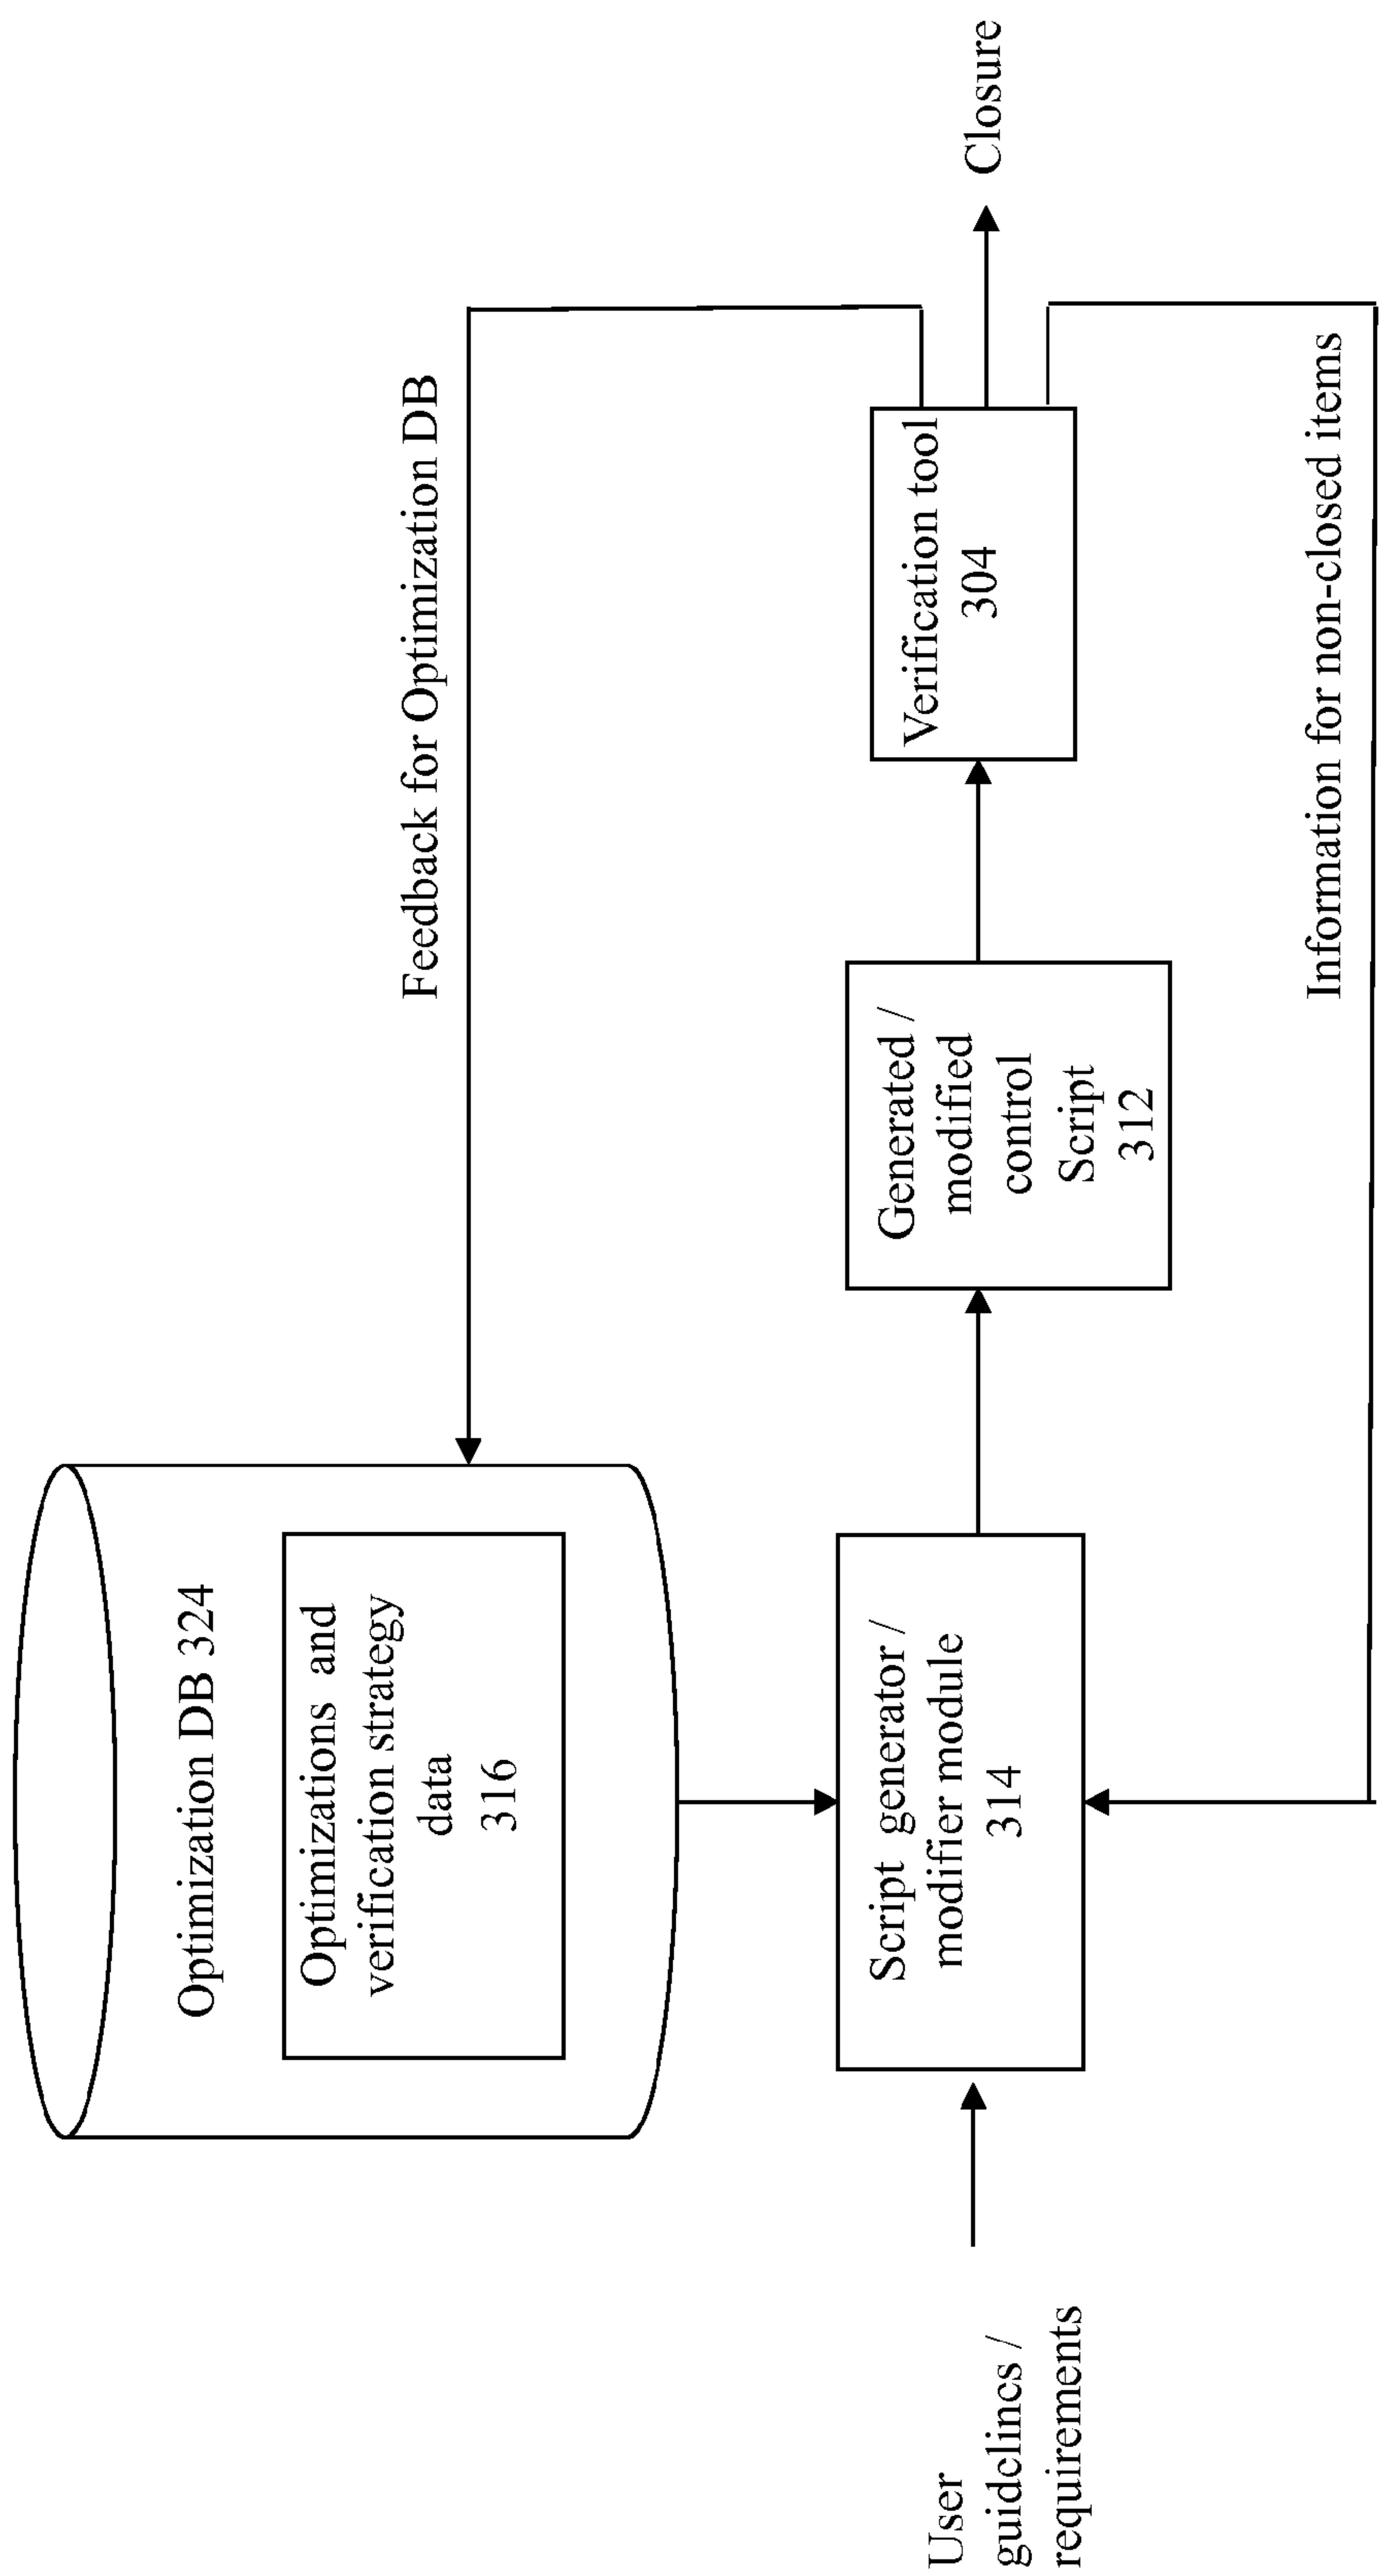 Optimization DB 324
Optimizations and
verification strategy
data
316
Feedback for Optimization DB
User
guidelines /
requirements
Script generator /
modifier module
314
Generated /
modified
control
Script
312
Verification tool
304
Closure
Information for non-closed items